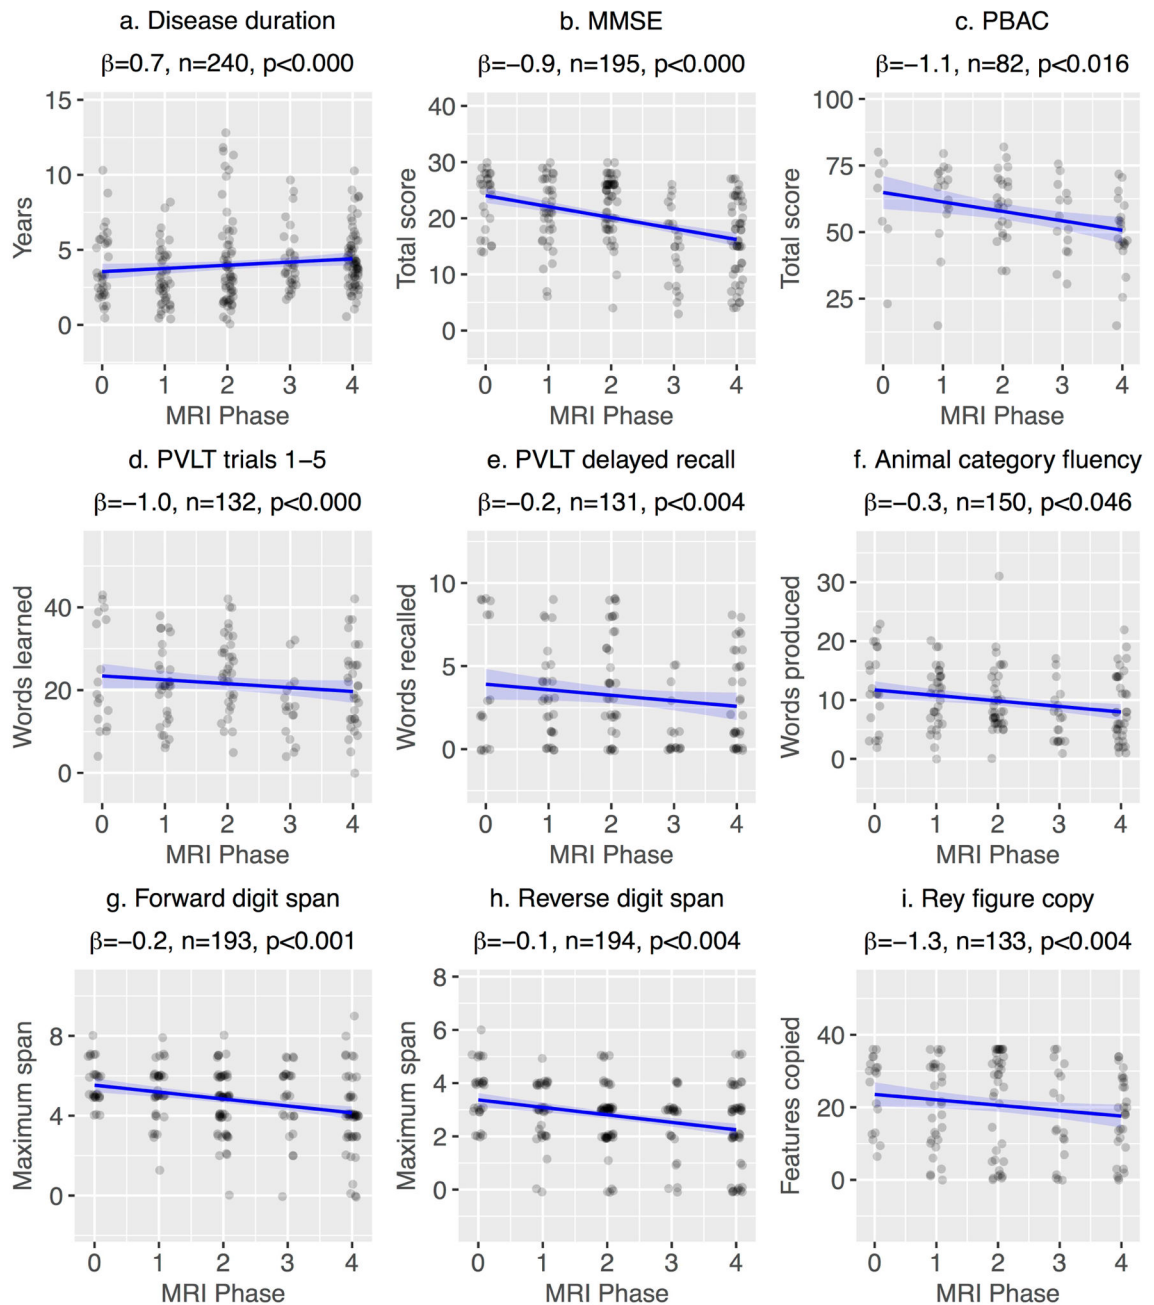 a. Disease duration
β=0.7, n=240, p<0.000
Years
15
10
5
0
0 1 2 3 4
MRI Phase
b. MMSE
β=−0.9, n=195, p<0.000
Total score
40
30
20
10
0
0 1 2 3 4
MRI Phase
c. PBAC
β=−1.1, n=82, p<0.016
Total score
100
75
50
25
0 1 2 3 4
MRI Phase
d. PVLT trials 1−5
β=−1.0, n=132, p<0.000
Words learned
40
20
0
0 1 2 3 4
MRI Phase
e. PVLT delayed recall
β=−0.2, n=131, p<0.004
Words recalled
10
5
0
0 1 2 3 4
MRI Phase
f. Animal category fluency
β=−0.3, n=150, p<0.046
Words produced
30
20
10
0
0 1 2 3 4
MRI Phase
g. Forward digit span
β=−0.2, n=193, p<0.001
Maximum span
8
4
0
0 1 2 3 4
MRI Phase
h. Reverse digit span
β=−0.1, n=194, p<0.004
Maximum span
8
6
4
2
0
0 1 2 3 4
MRI Phase
i. Rey figure copy
β=−1.3, n=133, p<0.004
Features copied
40
20
0
0 1 2 3 4
MRI Phase